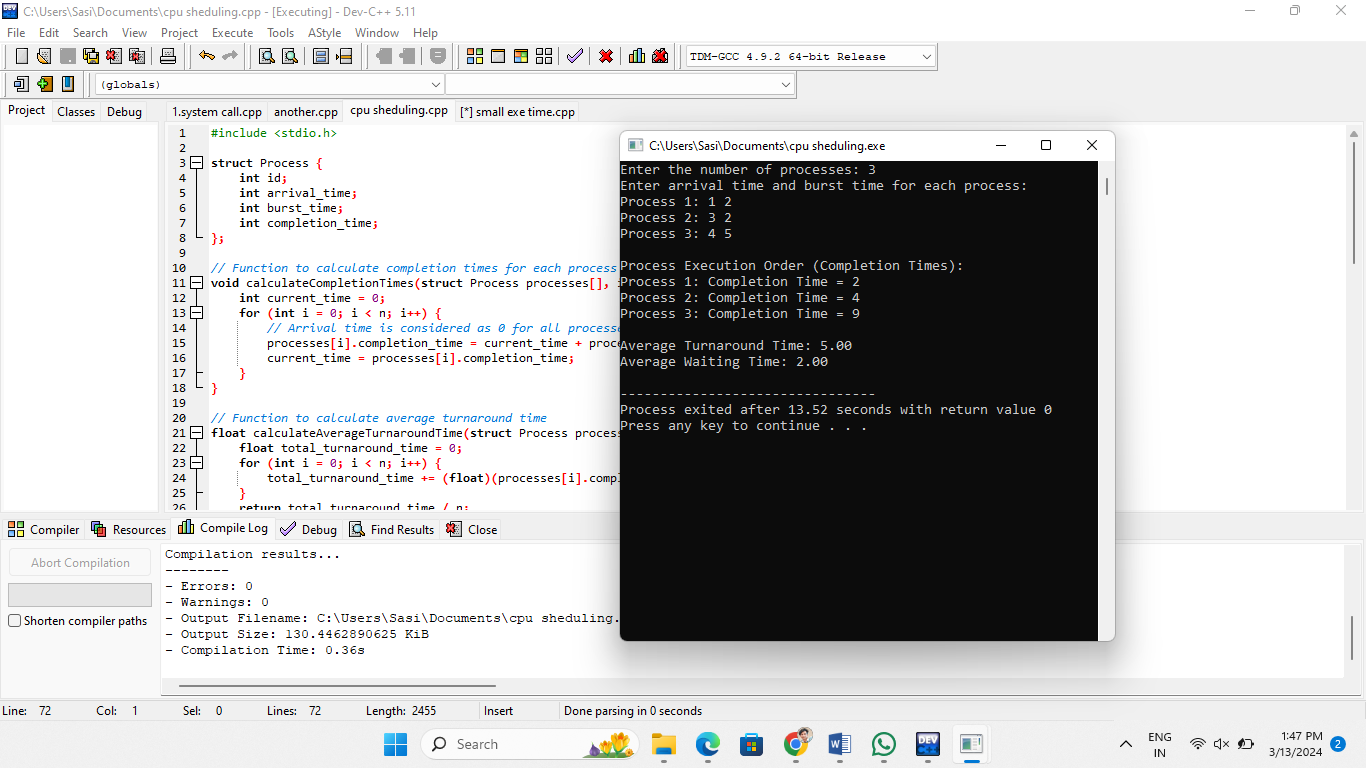 C:\Users\Sasi\Documents\cpu sheduling.cpp - [Executing] - Dev-C++ 5.11
File Edit Search View Project Execute Tools AStyle Window Help
TDM-GCC 4.9.2 64-bit Release
(globals)
Project Classes Debug
1.system call.cpp another.cpp cpu sheduling.cpp [*] small exe time.cpp
1 #include <stdio.h>
2
3 struct Process {
4 int id;
5 int arrival_time;
6 int burst_time;
7 int completion_time;
8 };
9
10 // Function to calculate completion times for each process
11 void calculateCompletionTimes(struct Process processes[],
12 int current_time = 0;
13 for (int i = 0; i < n; i++) {
14 // Arrival time is considered as 0 for all processe
15 processes[i].completion_time = current_time + proc
16 current_time = processes[i].completion_time;
17 }
18 }
19
20 // Function to calculate average turnaround time
21 float calculateAverageTurnaroundTime(struct Process proces
22 float total_turnaround_time = 0;
23 for (int i = 0; i < n; i++) {
24 total_turnaround_time += (float)(processes[i].compl
25 }
26 return total_turnaround_time / n;
C:\Users\Sasi\Documents\cpu sheduling.exe
Enter the number of processes: 3
Enter arrival time and burst time for each process:
Process 1: 1 2
Process 2: 3 2
Process 3: 4 5
Process Execution Order (Completion Times):
Process 1: Completion Time = 2
Process 2: Completion Time = 4
Process 3: Completion Time = 9
Average Turnaround Time: 5.00
Average Waiting Time: 2.00
--------------------------------
Process exited after 13.52 seconds with return value 0
Press any key to continue . . .
Compiler Resources Compile Log Debug Find Results Close
Abort Compilation
Shorten compiler paths
Compilation results...
--------
- Errors: 0
- Warnings: 0
- Output Filename: C:\Users\Sasi\Documents\cpu sheduling.
- Output Size: 130.4462890625 KiB
- Compilation Time: 0.36s
Line: 72 Col: 1 Sel: 0 Lines: 72 Length: 2455 Insert Done parsing in 0 seconds
Search
DEV
ENG
IN
1:47 PM
3/13/2024
2